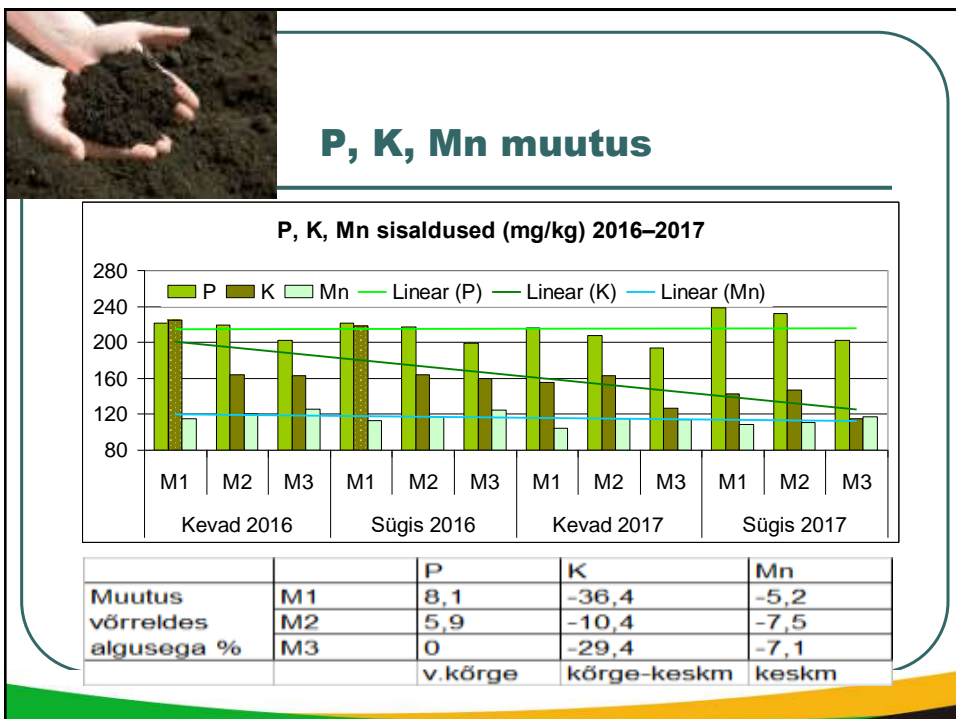 P, K, Mn muutus
P, K, Mn sisaldused (mg/kg) 2016–2017
280
240
200
160
120
80
P K Mn Linear (P) Linear (K) Linear (Mn)
M1 M2 M3 M1 M2 M3 M1 M2 M3 M1 M2 M3
Kevad 2016 Sügis 2016 Kevad 2017 Sügis 2017
P K Mn
Muutus M1 8,1 -36,4 -5,2
võrreldes M2 5,9 -10,4 -7,5
algusega % M3 0 -29,4 -7,1
v.kõrge kõrge-keskm keskm